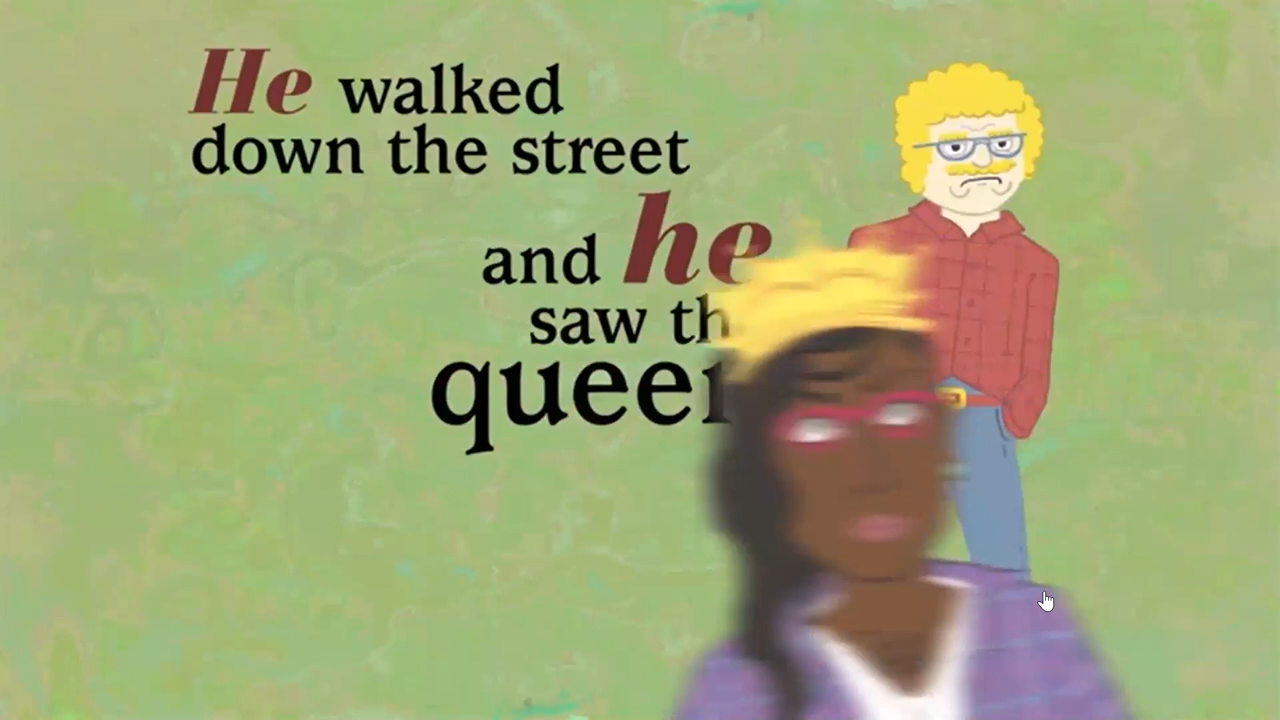 He walked
down the street
and he
saw